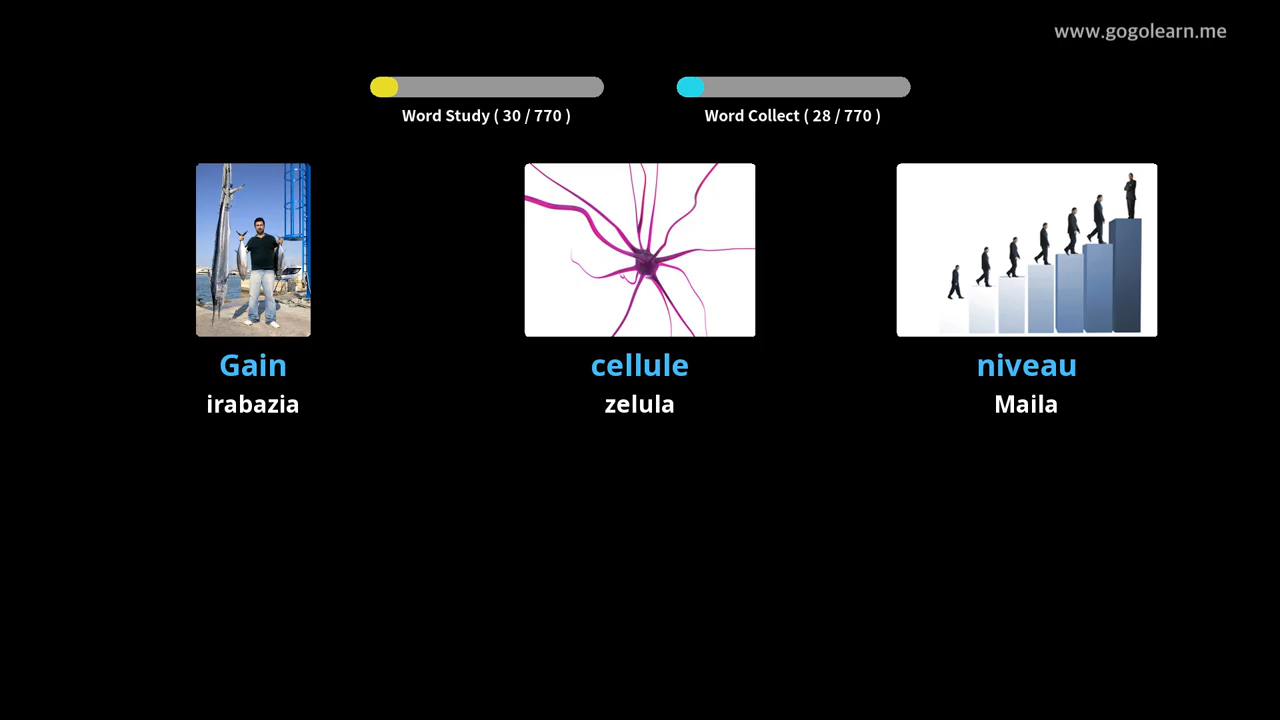 www.gogolearn.me
Word Study ( 30 / 770 )
Word Collect ( 28 / 770 )
Gain
irabazia
cellule
zelula
niveau
Maila